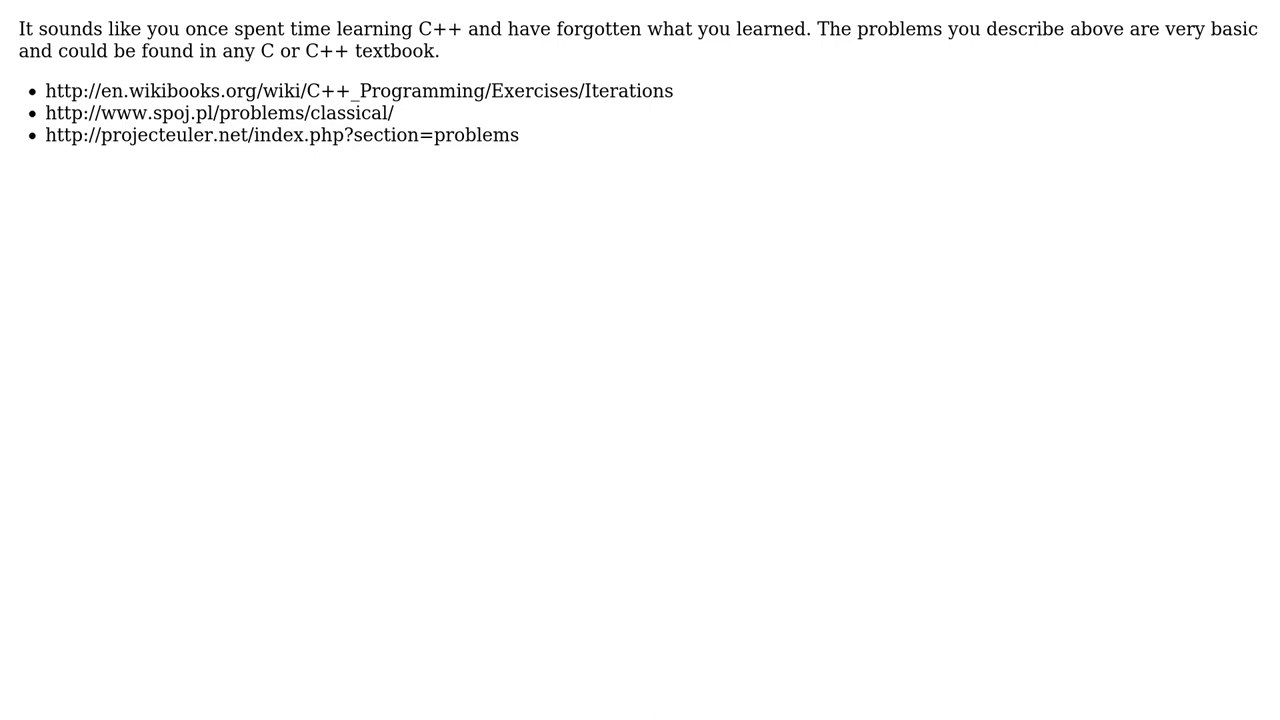 It sounds like you once spent time learning C++ and have forgotten what you learned. The problems you describe above are very basic
and could be found in any C or C++ textbook.
• http://en.wikibooks.org/wiki/C++_Programming/Exercises/Iterations
• http://www.spoj.pl/problems/classical/
• http://projecteuler.net/index.php?section=problems